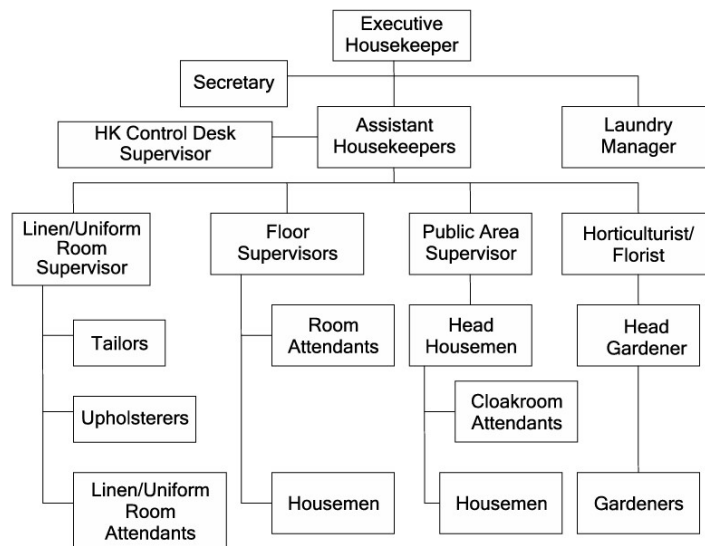 Executive
Housekeeper
Secretary
HK Control Desk
Supervisor
Assistant
Housekeepers
Laundry
Manager
Linen/Uniform
Room
Supervisor
Floor
Supervisors
Public Area
Supervisor
Horticulturist/
Florist
Tailors
Room
Attendants
Head
Housemen
Head
Gardener
Upholsterers
Cloakroom
Attendants
Linen/Uniform
Room
Attendants
Housemen
Housemen
Gardeners